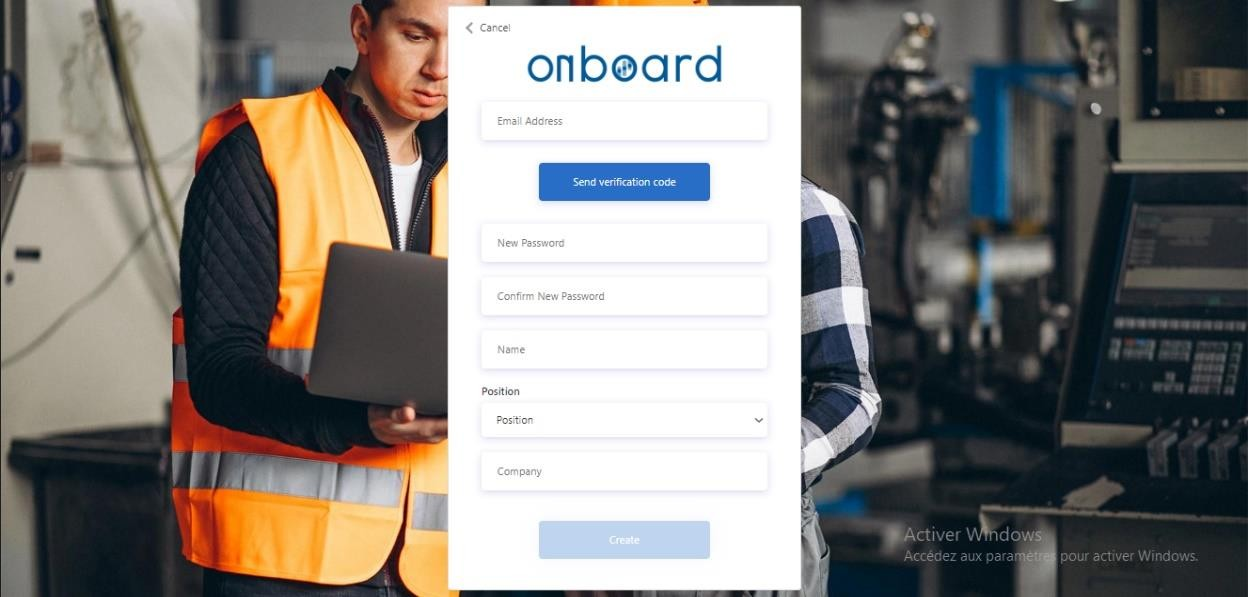 Cancel
onboard
Email Address
Send verification code
New Password
Confirm New Password
Name
Position
Position
Company
Create
Activer Windows
Accédez aux paramètres pour activer Windows.